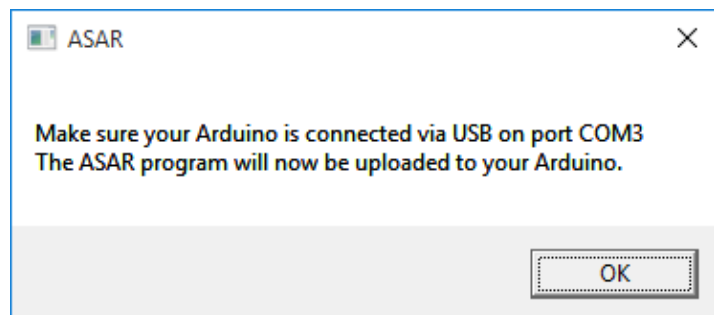 ASAR
Make sure your Arduino is connected via USB on port COM3
The ASAR program will now be uploaded to your Arduino.
OK